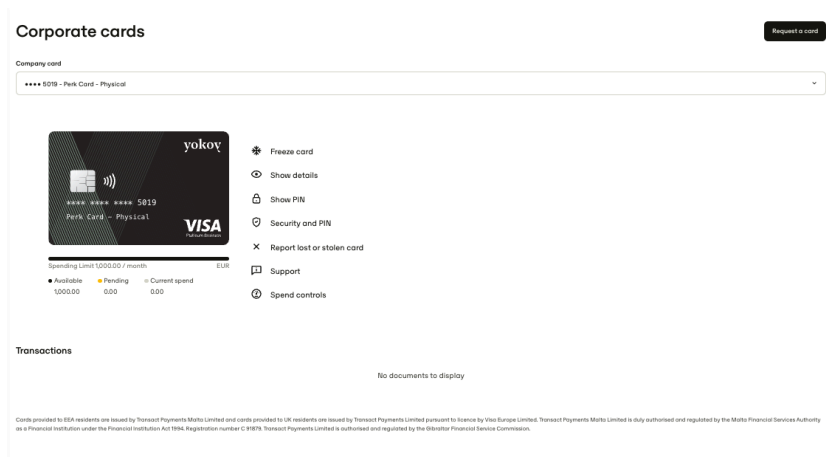 Corporate cards
Request a card
Company card
•••• 5019 - Perk Card - Physical
yokoy
**** **** **** 5019
Perk Card - Physical
VISA
Platinum Business
Spending Limit 1,000.00 / month
EUR
Available
Pending
Current spend
1,000.00
0.00
0.00
Freeze card
Show details
Show PIN
Security and PIN
Report lost or stolen card
Support
Spend controls
Transactions
No documents to display
Cards provided to EEA residents are issued by Transact Payments Malta Limited and cards provided to UK residents are issued by Transact Payments Limited pursuant to licence by Visa Europe Limited. Transact Payments Malta Limited is duly authorised and regulated by the Malta Financial Services Authority
as a Financial Institution under the Financial Institution Act 1994. Registration number C 91879. Transact Payments Limited is authorised and regulated by the Gibraltar Financial Service Commission.